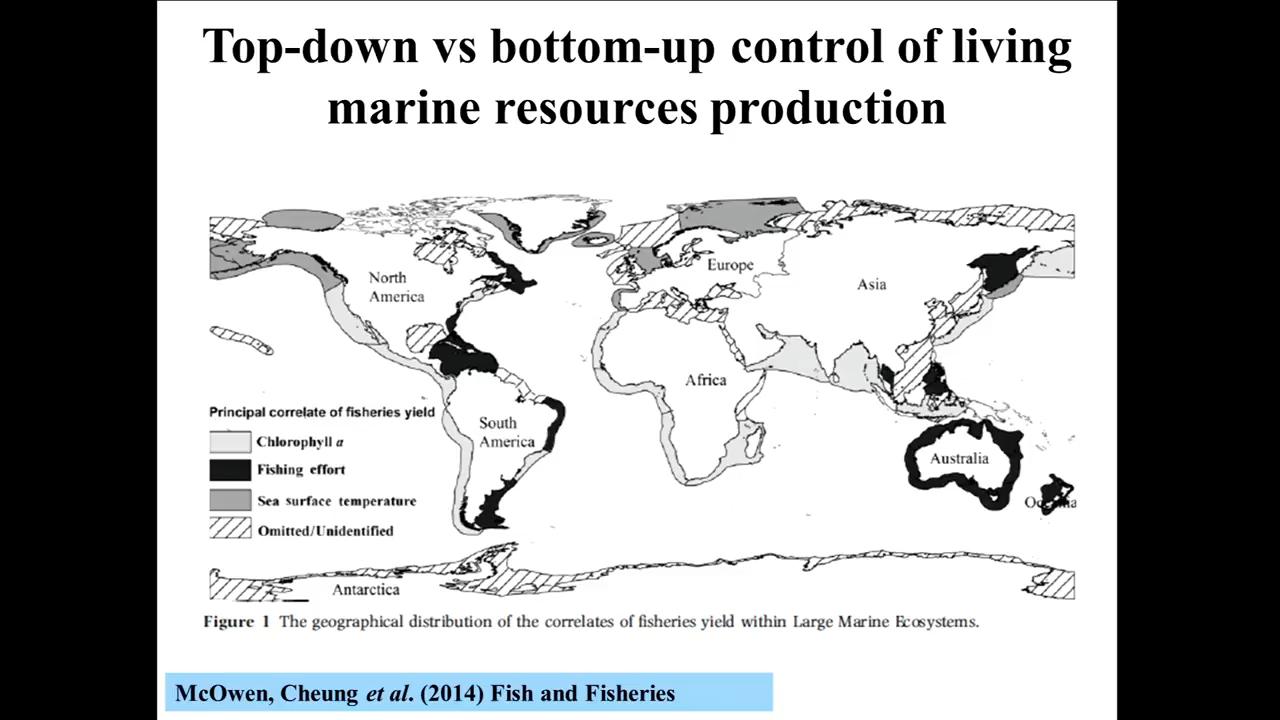 Top-down vs bottom-up control of living
marine resources production
North
America
Europe
Asia
Africa
South
America
Australia
Principal correlate of fisheries yield
Chlorophyll a
Fishing effort
Sea surface temperature
Omitted/Unidentified
Antarctica
Figure 1 The geographical distribution of the correlates of fisheries yield within Large Marine Ecosystems.
McOwen, Cheung et al. (2014) Fish and Fisheries